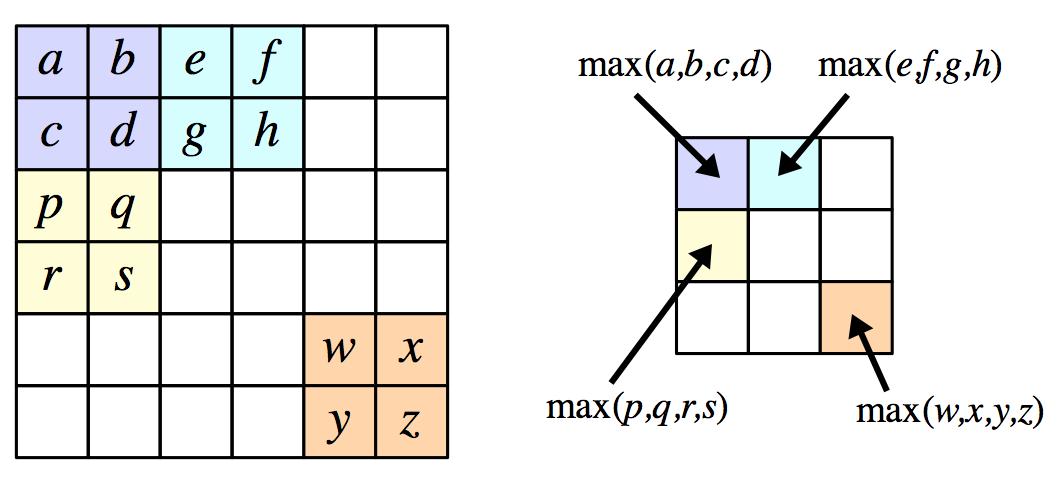 a b e f
c d g h
p q
r s
w x
y z
max(a,b,c,d) max(e,f,g,h)
max(p,q,r,s)
max(w,x,y,z)